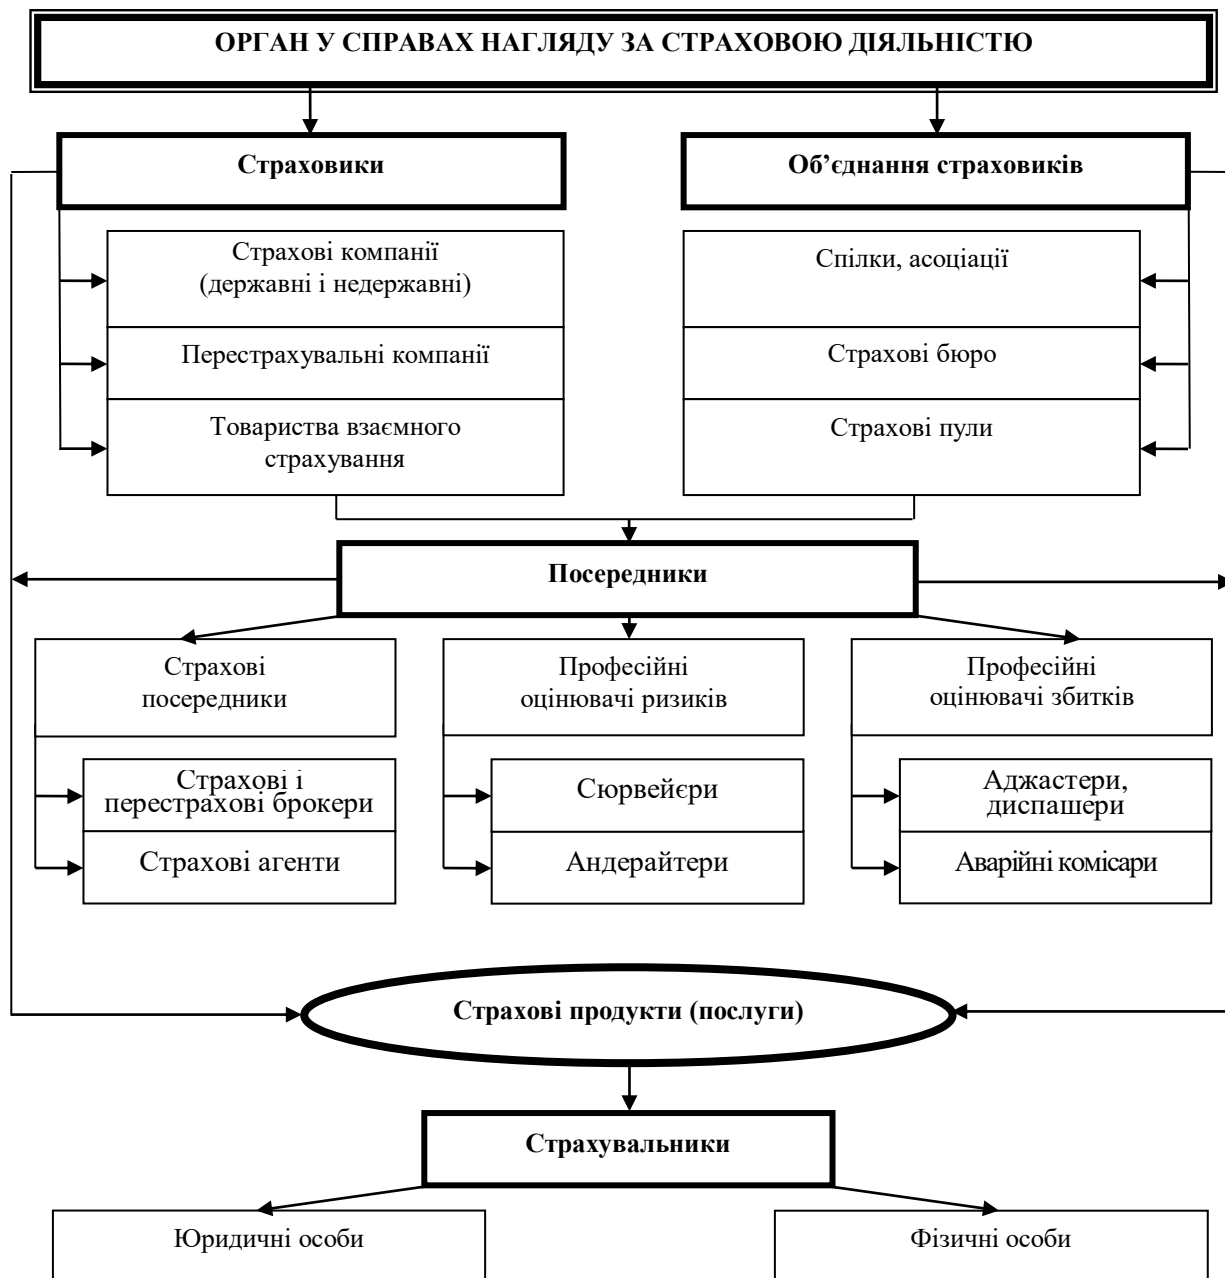 ОРГАН У СПРАВАХ НАГЛЯДУ ЗА СТРАХОВОЮ ДІЯЛЬНІСТЮ
Страховики
Об’єднання страховиків
Страхові компанії
(державні і недержавні)
Спілки, асоціації
Перестрахувальні компанії
Страхові бюро
Товариства взаємного
страхування
Страхові пули
Посередники
Страхові
посередники
Професійні
оцінювачі ризиків
Професійні
оцінювачі збитків
Страхові і
перестрахові брокери
Сюрвейєри
Аджастери,
диспашери
Страхові агенти
Андерайтери
Аварійні комісари
Страхові продукти (послуги)
Страхувальники
Юридичні особи
Фізичні особи